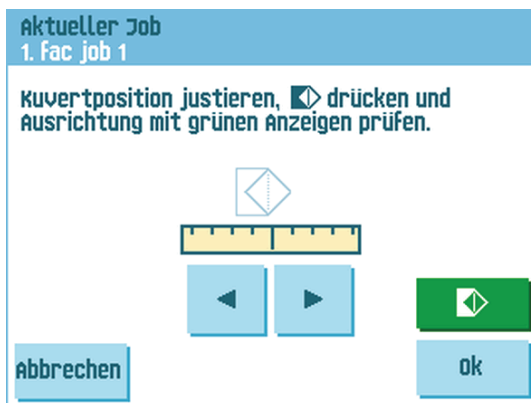 Aktueller Job
1. Fac job 1
Kuvertposition justieren, drücken und
Ausrichtung mit grünen Anzeigen prüfen.
Abbrechen
Ok